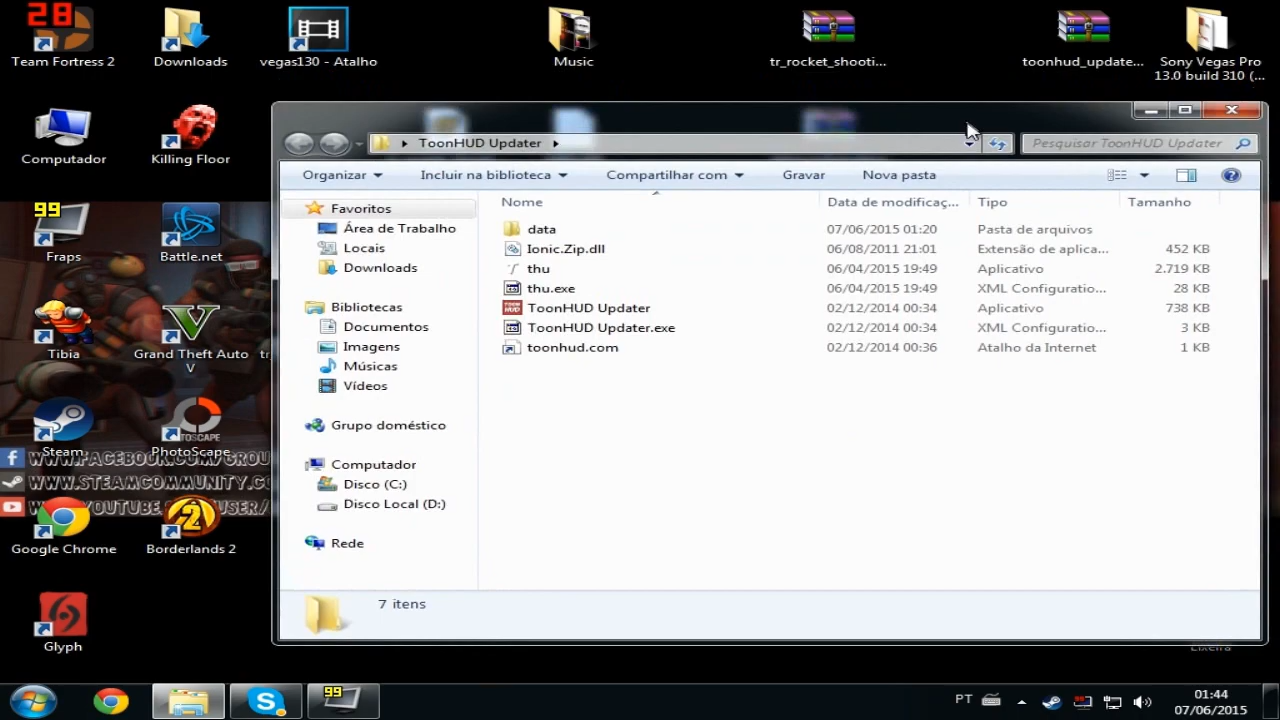 28
Team Fortress 2
Downloads
vegas130 - Atalho
Music
tr_rocket_shooti...
toonhud_update...
Sony Vegas Pro
13.0 build 310 (...
Computador
Killing Floor
ToonHUD Updater
Pesquisar ToonHUD Updater
Organizar
Incluir na biblioteca
Compartilhar com
Gravar
Nova pasta
Favoritos
Área de Trabalho
Locais
Downloads
Bibliotecas
Documentos
Imagens
Músicas
Vídeos
Grupo doméstico
Computador
Disco (C:)
Disco Local (D:)
Rede
Nome
Data de modificaç...
Tipo
Tamanho
data
07/06/2015 01:20
Pasta de arquivos
Ionic.Zip.dll
06/08/2011 21:01
Extensão de aplica...
452 KB
thu
06/04/2015 19:49
Aplicativo
2.719 KB
thu.exe
06/04/2015 19:49
XML Configuratio...
28 KB
ToonHUD Updater
02/12/2014 00:34
Aplicativo
738 KB
ToonHUD Updater.exe
02/12/2014 00:34
XML Configuratio...
3 KB
toonhud.com
02/12/2014 00:36
Atalho da Internet
1 KB
7 itens
99
Fraps
Battle.net
Tibia
Grand Theft Auto
V
Steam
PhotoScape
WWW.FACEBOOK.COM/GROU
WWW.STEAMCOMMUNITY.CO
WWW.YOUTUBE.COM/USER/
Google Chrome
Borderlands 2
Glyph
Lixeira
99
PT
01:44
07/06/2015